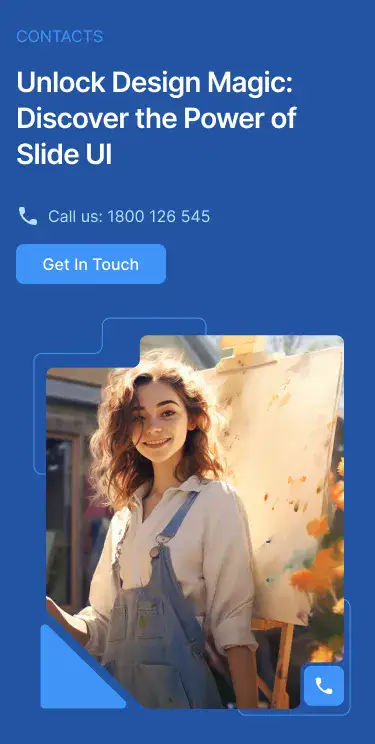 CONTACTS
Unlock Design Magic:
Discover the Power of
Slide UI
Call us: 1800 126 545
Get In Touch